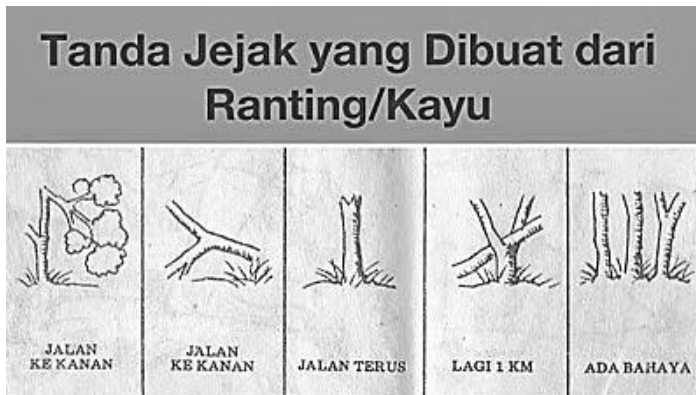 Tanda Jejak yang Dibuat dari
Ranting/Kayu
JALAN
KE KANAN
JALAN
KE KANAN
JALAN TERUS
LAGI 1 KM
ADA BAHAYA